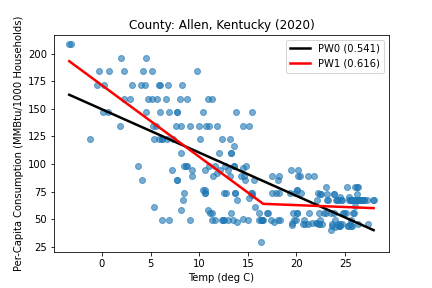 County: Allen, Kentucky (2020)
PW0 (0.541)
PW1 (0.616)
Per-Capita Consumption (MMBtu/1000 Households)
200
175
150
125
100
75
50
25
0 5 10 15 20 25
Temp (deg C)